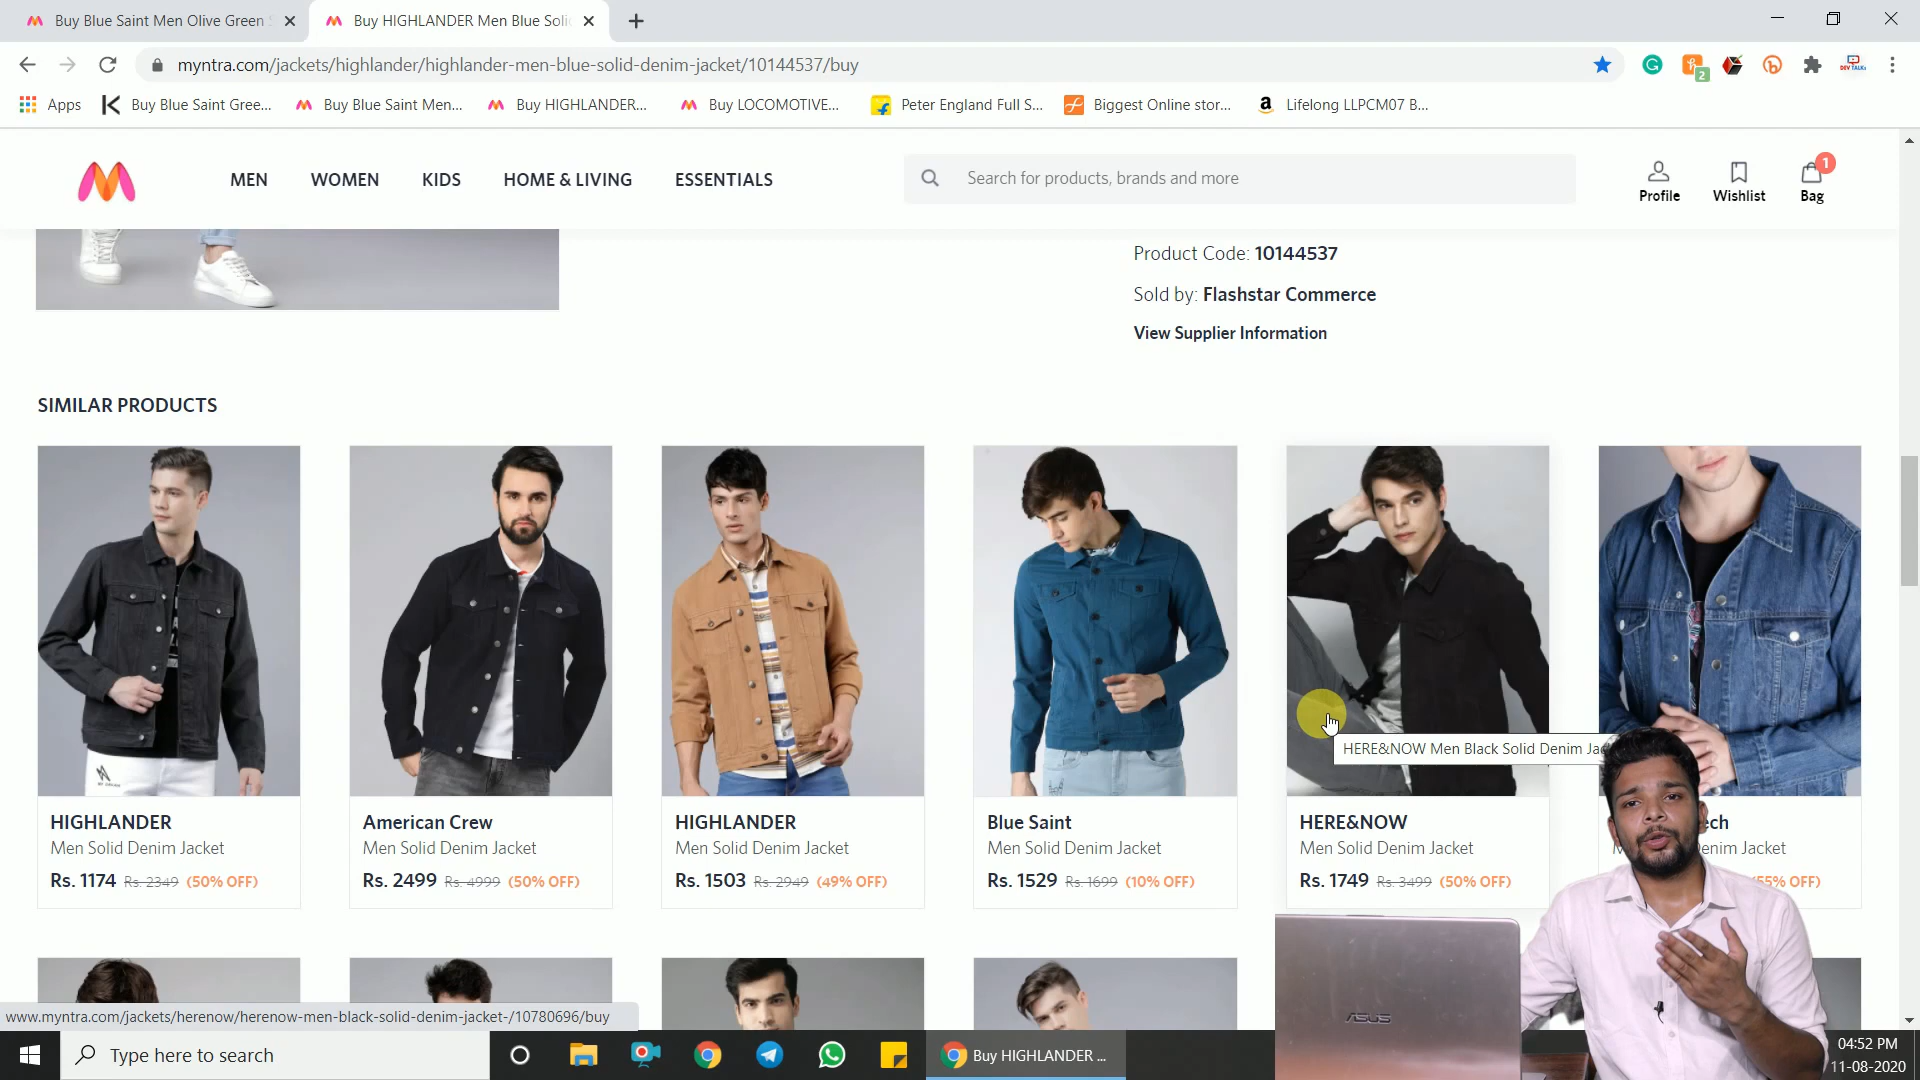 Buy Blue Saint Men Olive Green
Buy HIGHLANDER Men Blue Soli
myntra.com/jackets/highlander/highlander-men-blue-solid-denim-jacket/10144537/buy
2
DEV TALKs
Apps
Buy Blue Saint Gree...
Buy Blue Saint Men...
Buy HIGHLANDER...
Buy LOCOMOTIVE...
Peter England Full S...
Biggest Online stor...
Lifelong LLPCM07 B...
MEN
WOMEN
KIDS
HOME & LIVING
ESSENTIALS
Search for products, brands and more
Profile
Wishlist
Bag
1
Product Code: 10144537
Sold by: Flashstar Commerce
View Supplier Information
SIMILAR PRODUCTS
HERE&NOW Men Black Solid Denim Ja
HIGHLANDER
Men Solid Denim Jacket
Rs. 1174 Rs. 2349 (50% OFF)
American Crew
Men Solid Denim Jacket
Rs. 2499 Rs. 4999 (50% OFF)
HIGHLANDER
Men Solid Denim Jacket
Rs. 1503 Rs. 2949 (49% OFF)
Blue Saint
Men Solid Denim Jacket
Rs. 1529 Rs. 1699 (10% OFF)
HERE&NOW
Men Solid Denim Jacket
Rs. 1749 Rs. 3499 (50% OFF)
ech
enim Jacket
55% OFF)
www.myntra.com/jackets/herenow/herenow-men-black-solid-denim-jacket-/10780696/buy
ASUS
Type here to search
Buy HIGHLANDER ...
04:52 PM
11-08-2020